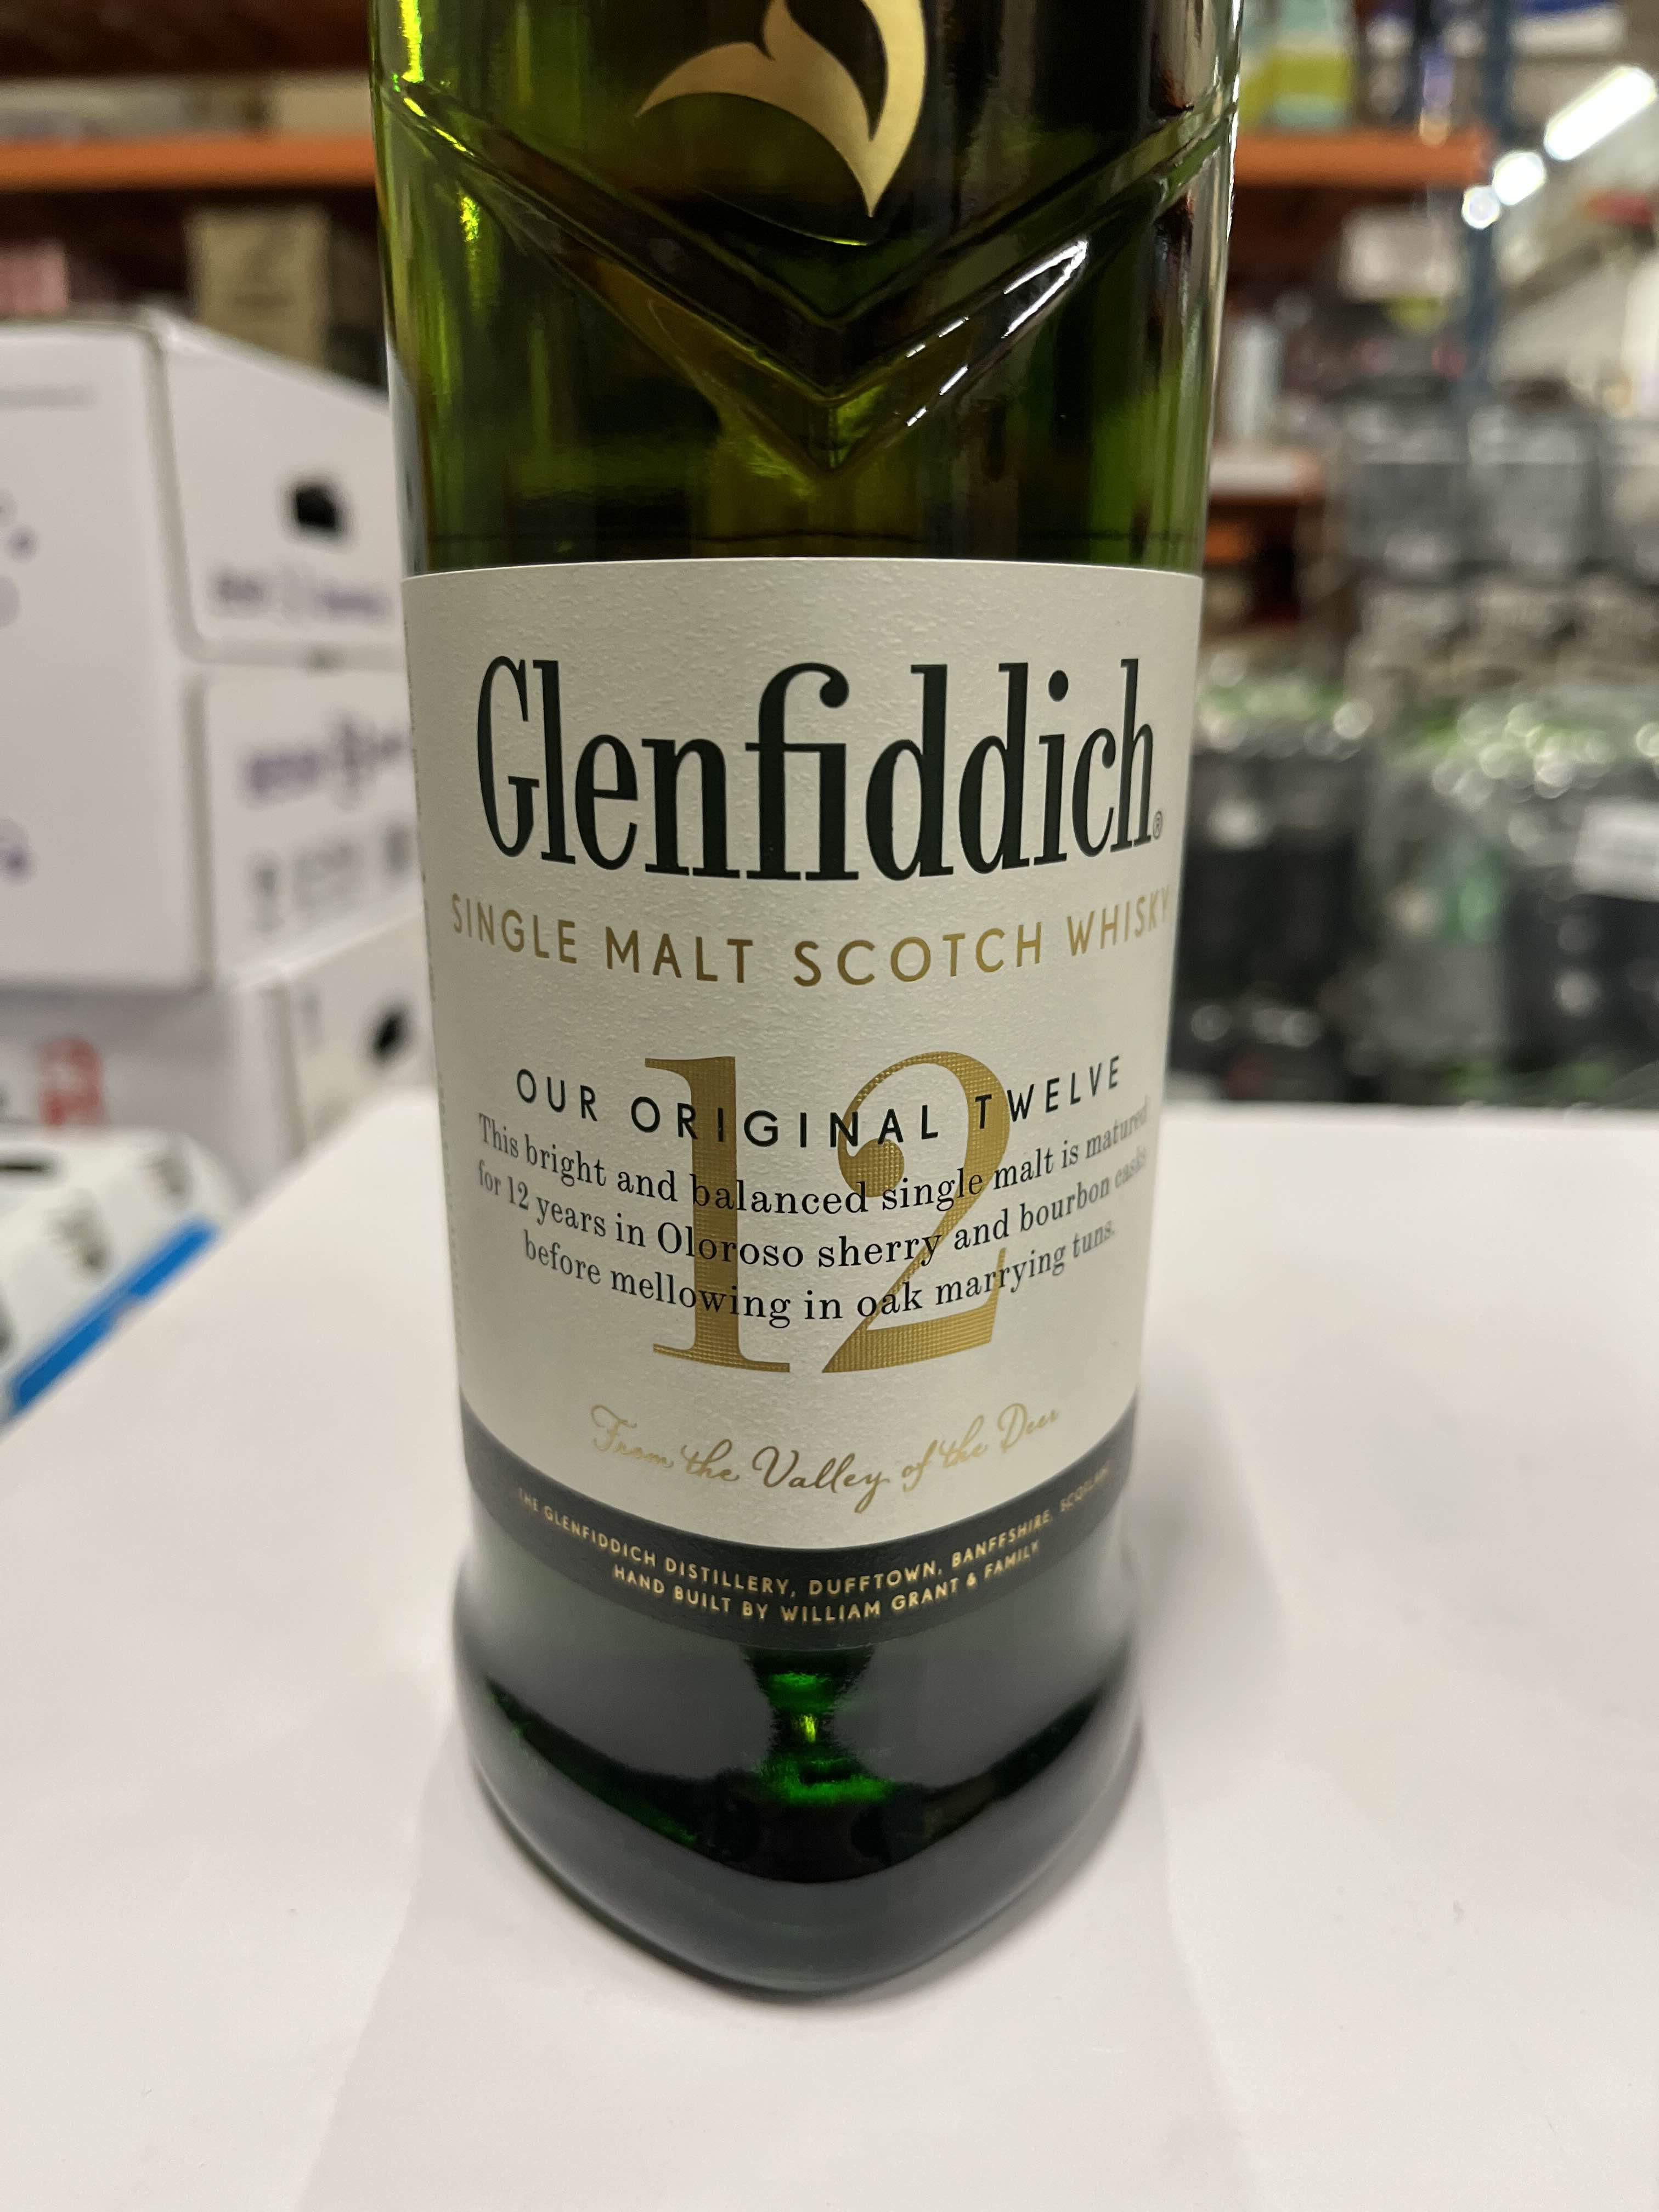 Glenfiddich®
SINGLE MALT SCOTCH WHISKY
12
OUR ORIGINAL TWELVE
This bright and balanced single malt is matured
for 12 years in Oloroso sherry and bourbon casks
before mellowing in oak marrying tuns.
From the Valley of the Deer
THE GLENFIDDICH DISTILLERY, DUFFTOWN, BANFFSHIRE, SCOTLAND
HAND BUILT BY WILLIAM GRANT & FAMILY